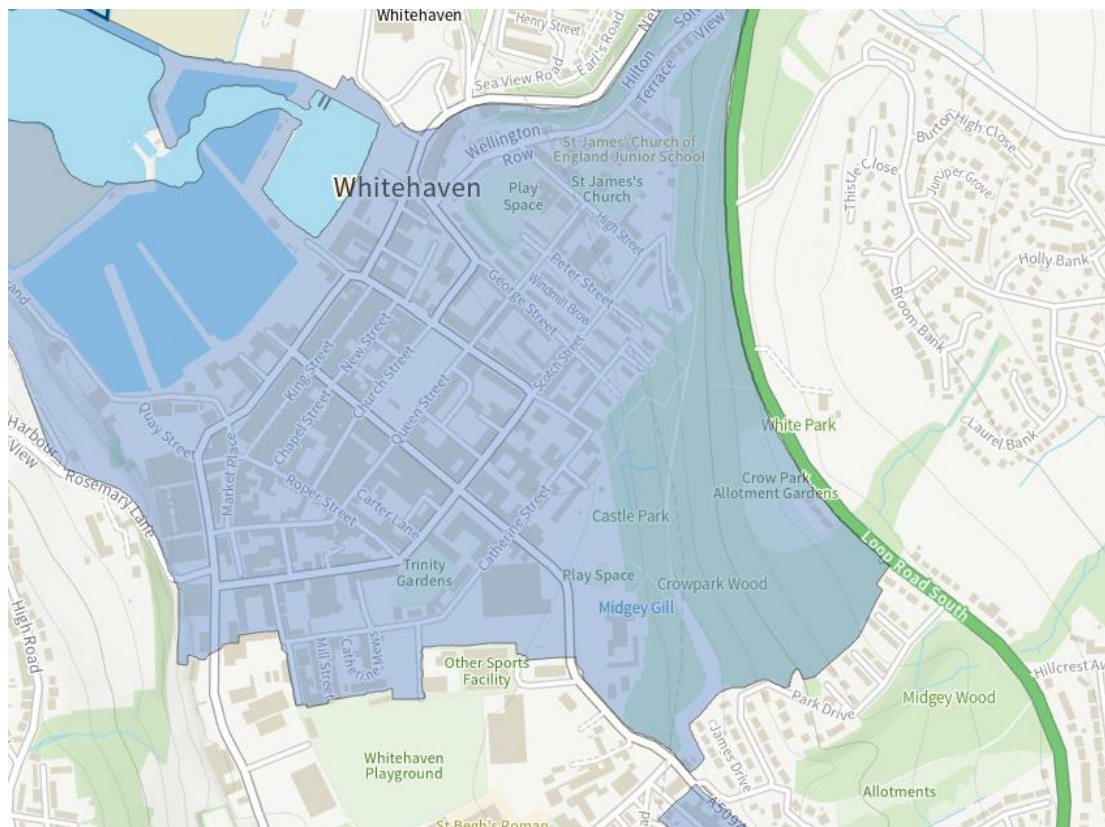 Whitehaven
Henry Street
Earl's Road
Sea View Road
Hilton
Terrace
View
Wellington
Row
St James' Church of
England Junior School
Whitehaven
Play
Space
St James's
Church
High Street
Thistle Close
Burton
High Close
Juniper Grove
Holly Bank
Broom Bank
Laurel Bank
Peter Street
Windmill Brow
George Street
Scotch Street
New Street
King Street
Church Street
Chapel Street
Queen Street
Quay Street
Market Place
Harbour
View
Rosemary Lane
Roper Street
Carter Lane
Catherine Street
White Park
Crow Park
Allotment Gardens
Castle Park
Loop Road South
Trinity
Gardens
Play Space
Crowpark Wood
Midgey Gill
High Road
Mill Street
Catherine
Mews
Other Sports
Facility
Park Drive
Midgey Wood
James Drive
Whitehaven
Playground
Allotments
St Begh's Roman